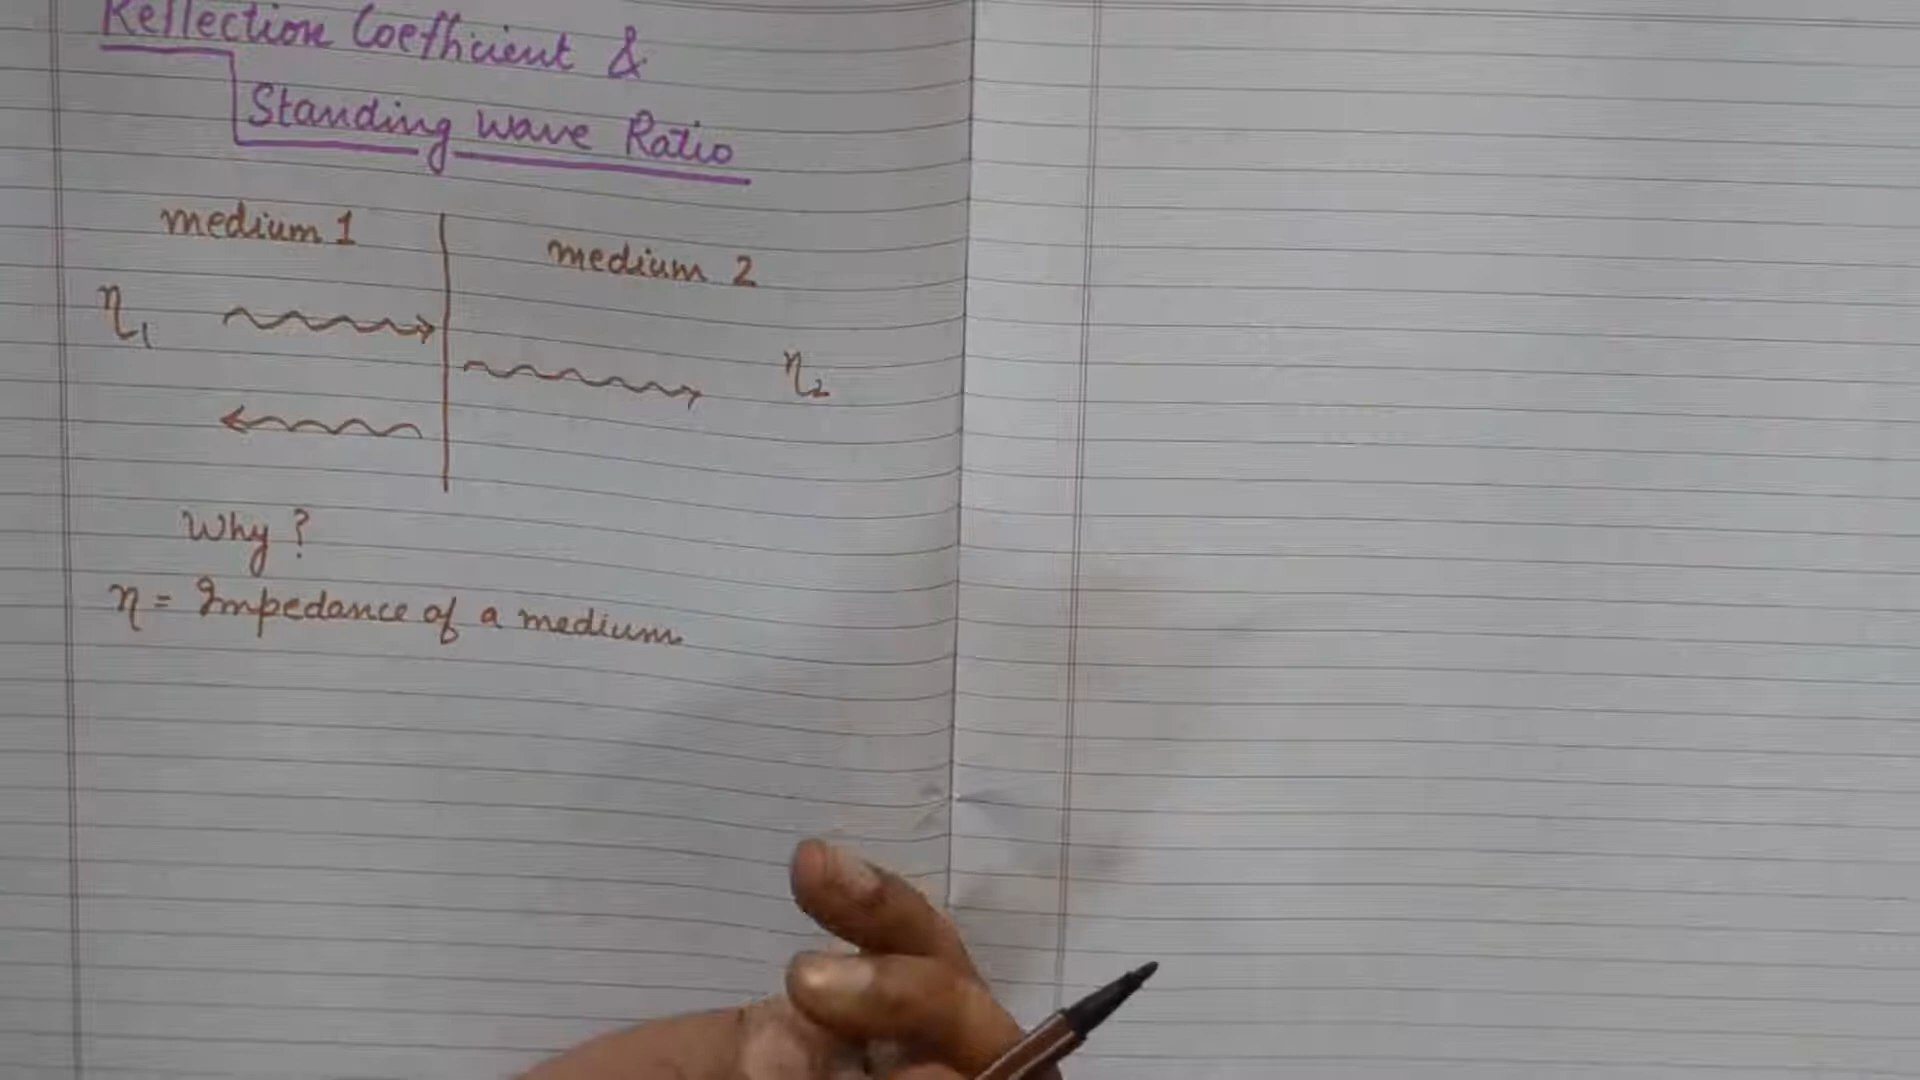 Reflection Coefficient &
Standing Wave Ratio
medium 1
medium 2
η1
η2
Why?
η = Impedance of a medium